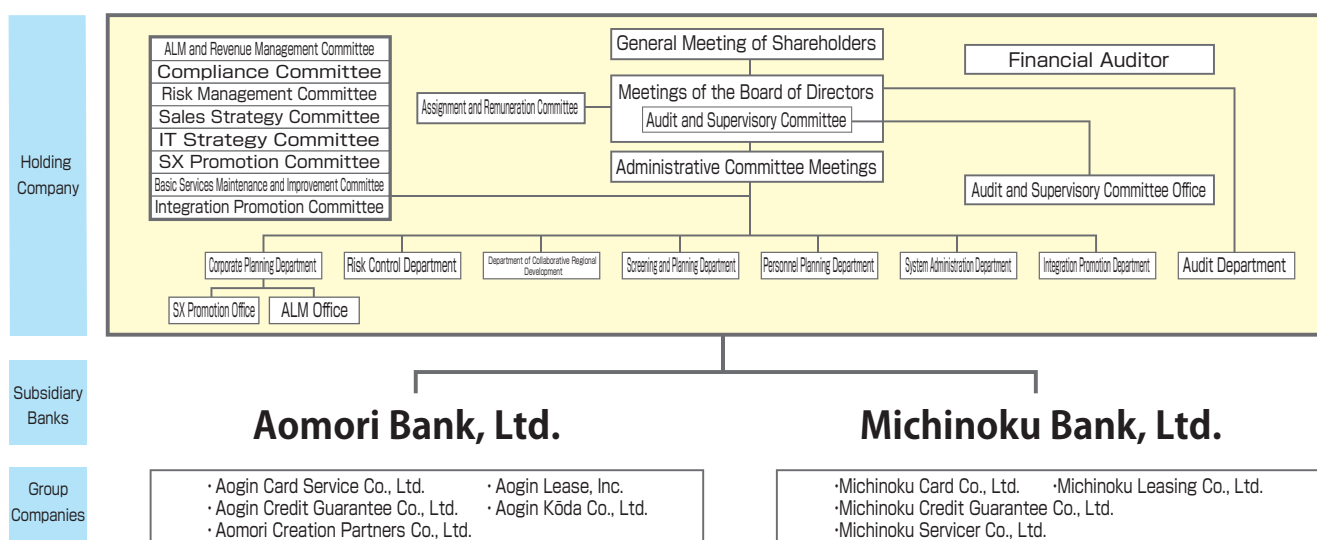 Holding
Company
ALM and Revenue Management Committee
Compliance Committee
Risk Management Committee
Sales Strategy Committee
IT Strategy Committee
SX Promotion Committee
Basic Services Maintenance and Improvement Committee
Integration Promotion Committee
General Meeting of Shareholders
Financial Auditor
Assignment and Remuneration Committee
Meetings of the Board of Directors
Audit and Supervisory Committee
Administrative Committee Meetings
Audit and Supervisory Committee Office
Corporate Planning Department
Risk Control Department
Department of Collaborative Regional
Development
Screening and Planning Department
Personnel Planning Department
System Administration Department
Integration Promotion Department
Audit Department
SX Promotion Office
ALM Office
Subsidiary
Banks
Aomori Bank, Ltd.
Michinoku Bank, Ltd.
Group
Companies
・Aogin Card Service Co., Ltd.
・Aogin Lease, Inc.
・Aogin Credit Guarantee Co., Ltd.
・Aogin Kōda Co., Ltd.
・Aomori Creation Partners Co., Ltd.
・Michinoku Card Co., Ltd.
・Michinoku Leasing Co., Ltd.
・Michinoku Credit Guarantee Co., Ltd.
・Michinoku Servicer Co., Ltd.